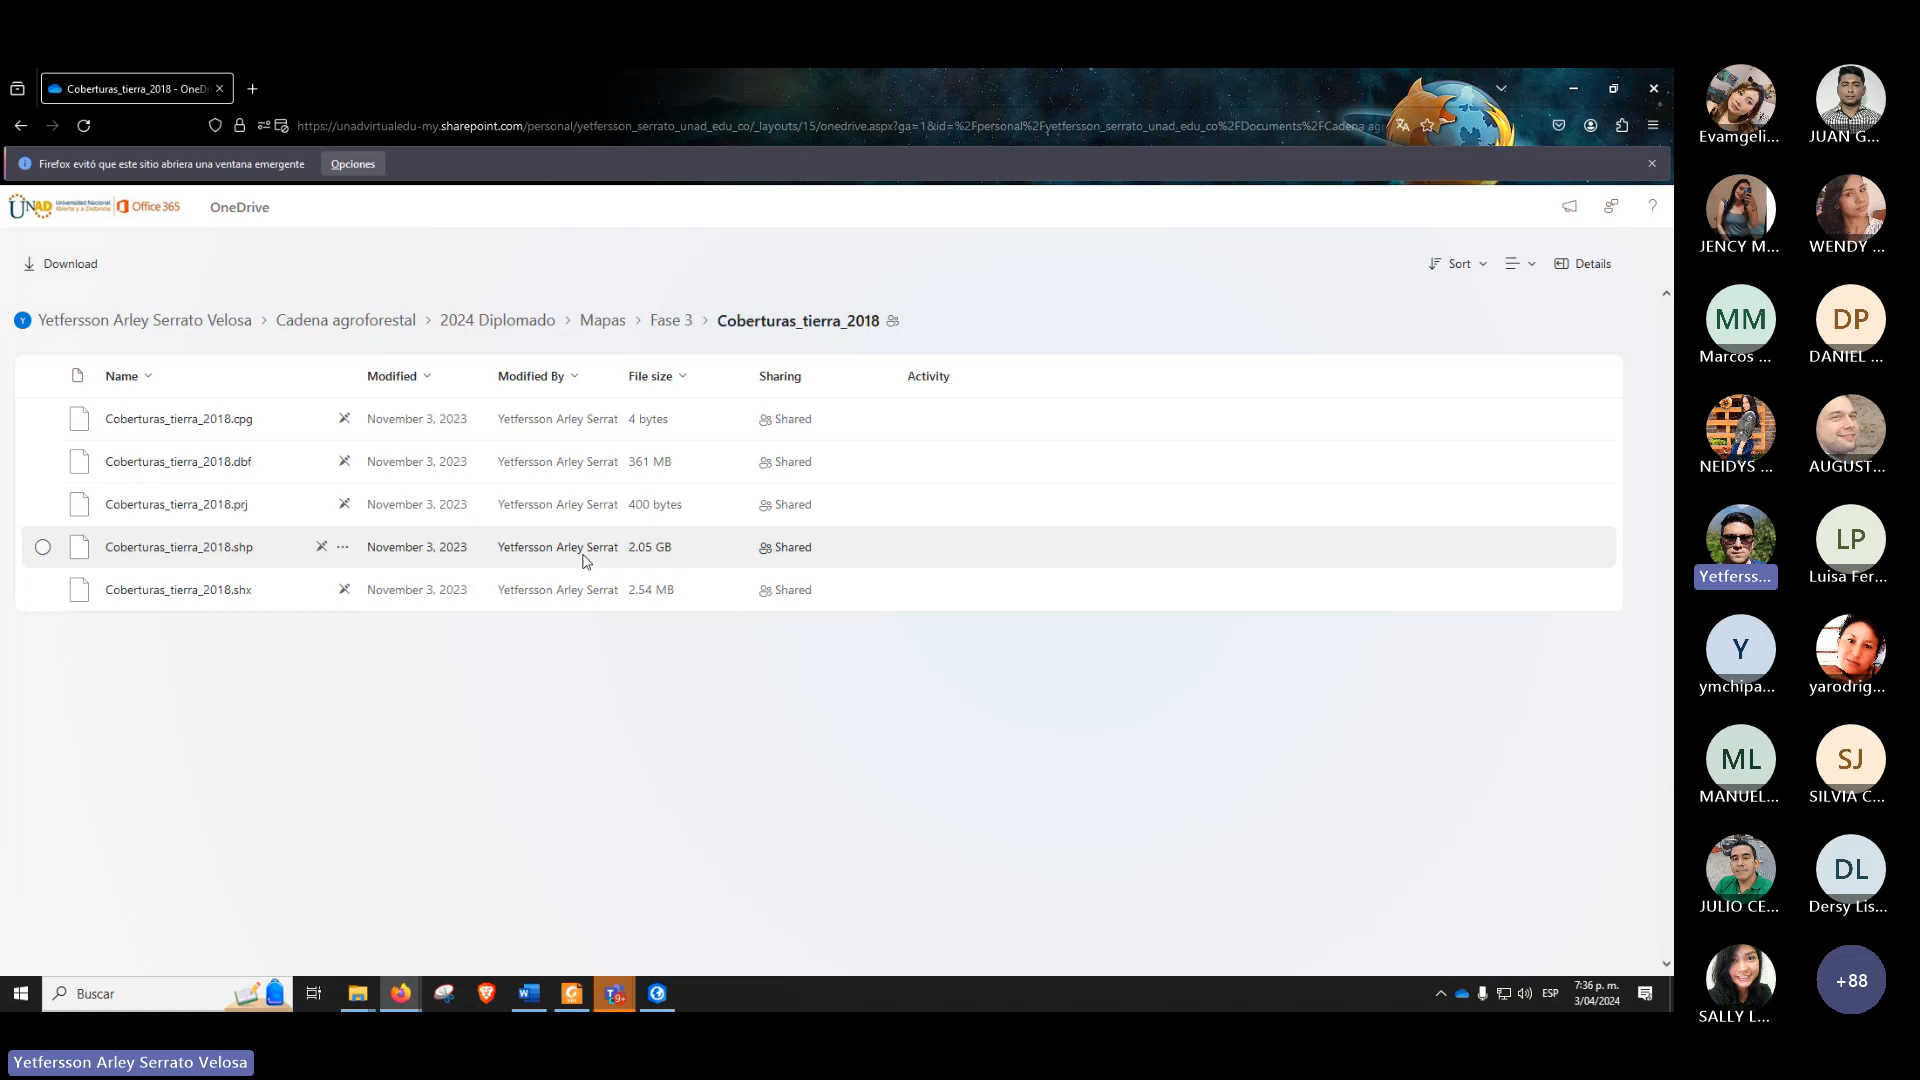 Coberturas_tierra_2018 - OneD
https://unadvirtualedu-my.sharepoint.com/personal/yetfersson_serrato_unad_edu_co/_layouts/15/onedrive.aspx?ga=1&id=%2Fpersonal%2Fyetfersson_serrato_unad_edu_co%2FDocuments%2FCadena agr
Firefox evitó que este sitio abriera una ventana emergente Opciones
UNAD Universidad Nacional Abierta y a Distancia Office 365 OneDrive
Download Sort Details
Y Yetfersson Arley Serrato Velosa > Cadena agroforestal > 2024 Diplomado > Mapas > Fase 3 > Coberturas_tierra_2018
Name Modified Modified By File size Sharing Activity
Coberturas_tierra_2018.cpg November 3, 2023 Yetfersson Arley Serrat 4 bytes Shared
Coberturas_tierra_2018.dbf November 3, 2023 Yetfersson Arley Serrat 361 MB Shared
Coberturas_tierra_2018.prj November 3, 2023 Yetfersson Arley Serrat 400 bytes Shared
Coberturas_tierra_2018.shp ... November 3, 2023 Yetfersson Arley Serrat 2.05 GB Shared
Coberturas_tierra_2018.shx November 3, 2023 Yetfersson Arley Serrat 2.54 MB Shared
Buscar
9+
ESP
7:36 p. m.
3/04/2024
Yetfersson Arley Serrato Velosa
Evamgeli... JUAN G...
JENCY M... WENDY ...
MM DP
Marcos ... DANIEL ...
NEIDYS ... AUGUST...
LP
Yetferss... Luisa Fer...
Y
ymchipa... yarodrig...
ML SJ
MANUEL... SILVIA C...
DL
JULIO CE... Dersy Lis...
+88
SALLY L...